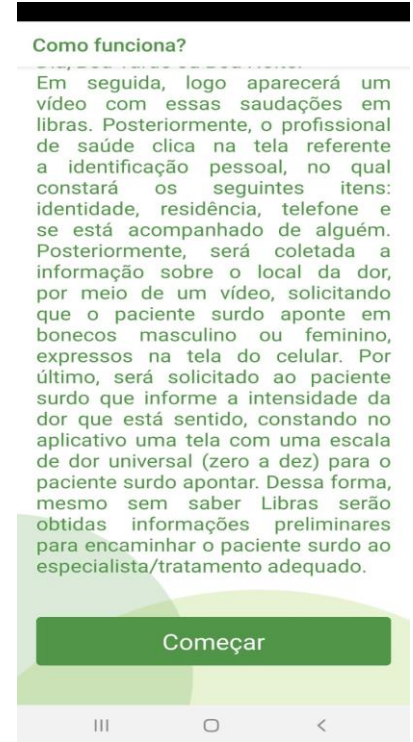 Como funciona?
Em seguida, logo aparecerá um
vídeo com essas saudações em
libras. Posteriormente, o profissional
de saúde clica na tela referente
a identificação pessoal, no qual
constará os seguintes itens:
identidade, residência, telefone e
se está acompanhado de alguém.
Posteriormente, será coletada a
informação sobre o local da dor,
por meio de um vídeo, solicitando
que o paciente surdo aponte em
bonecos masculino ou feminino,
expressos na tela do celular. Por
último, será solicitado ao paciente
surdo que informe a intensidade da
dor que está sentido, constando no
aplicativo uma tela com uma escala
de dor universal (zero a dez) para o
paciente surdo apontar. Dessa forma,
mesmo sem saber Libras serão
obtidas informações preliminares
para encaminhar o paciente surdo ao
especialista/tratamento adequado.
Começar